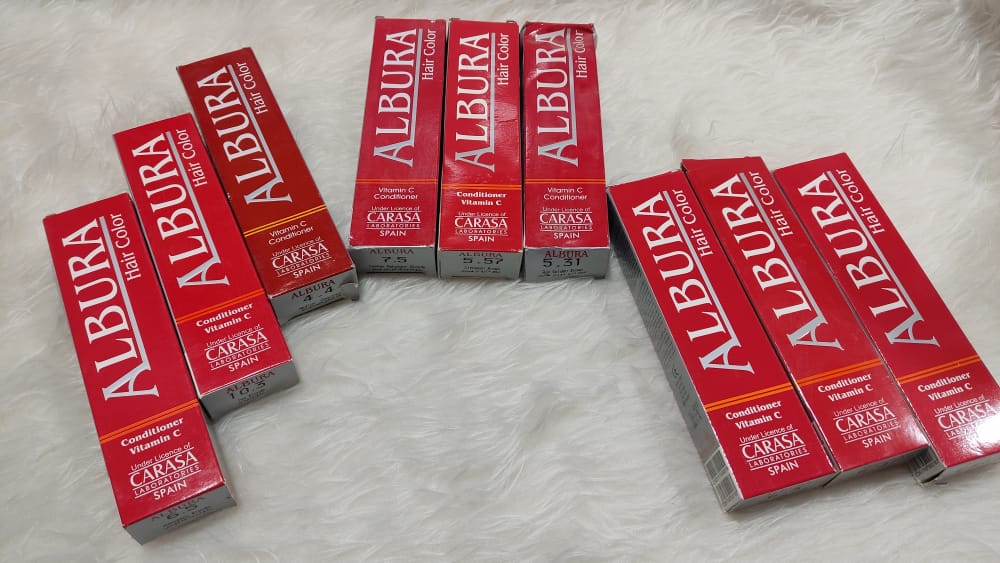 ALBURA
Hair Color
Conditioner
Vitamin C
Under Licence of
CARASA
LABORATORIES
SPAIN
ALBURA
ALBURA
Hair Color
Conditioner
Vitamin C
Under Licence of
CARASA
LABORATORIES
SPAIN
ALBURA
ALBURA
Hair Color
Vitamin C
Conditioner
Under Licence of
CARASA
LABORATORIES
SPAIN
ALBURA
4.4
ALBURA
Hair Color
Vitamin C
Conditioner
Under Licence of
CARASA
LABORATORIES
SPAIN
ALBURA
7.5
ALBURA
Hair Color
Conditioner
Vitamin C
Under Licence of
CARASA
LABORATORIES
SPAIN
ALBURA
5.57
ALBURA
Hair Color
Vitamin C
Conditioner
Under Licence of
CARASA
LABORATORIES
SPAIN
ALBURA
5.31
ALBURA
Hair Color
Conditioner
Vitamin C
Under Licence of
CARASA
LABORATORIES
SPAIN
ALBURA
Hair Color
Conditioner
Vitamin C
Under Licence of
CARASA
LABORATORIES
SPAIN
ALBURA
Hair Color
Conditioner
Vitamin C
Under Licence of
CARASA
LABORATORIES
SPAIN